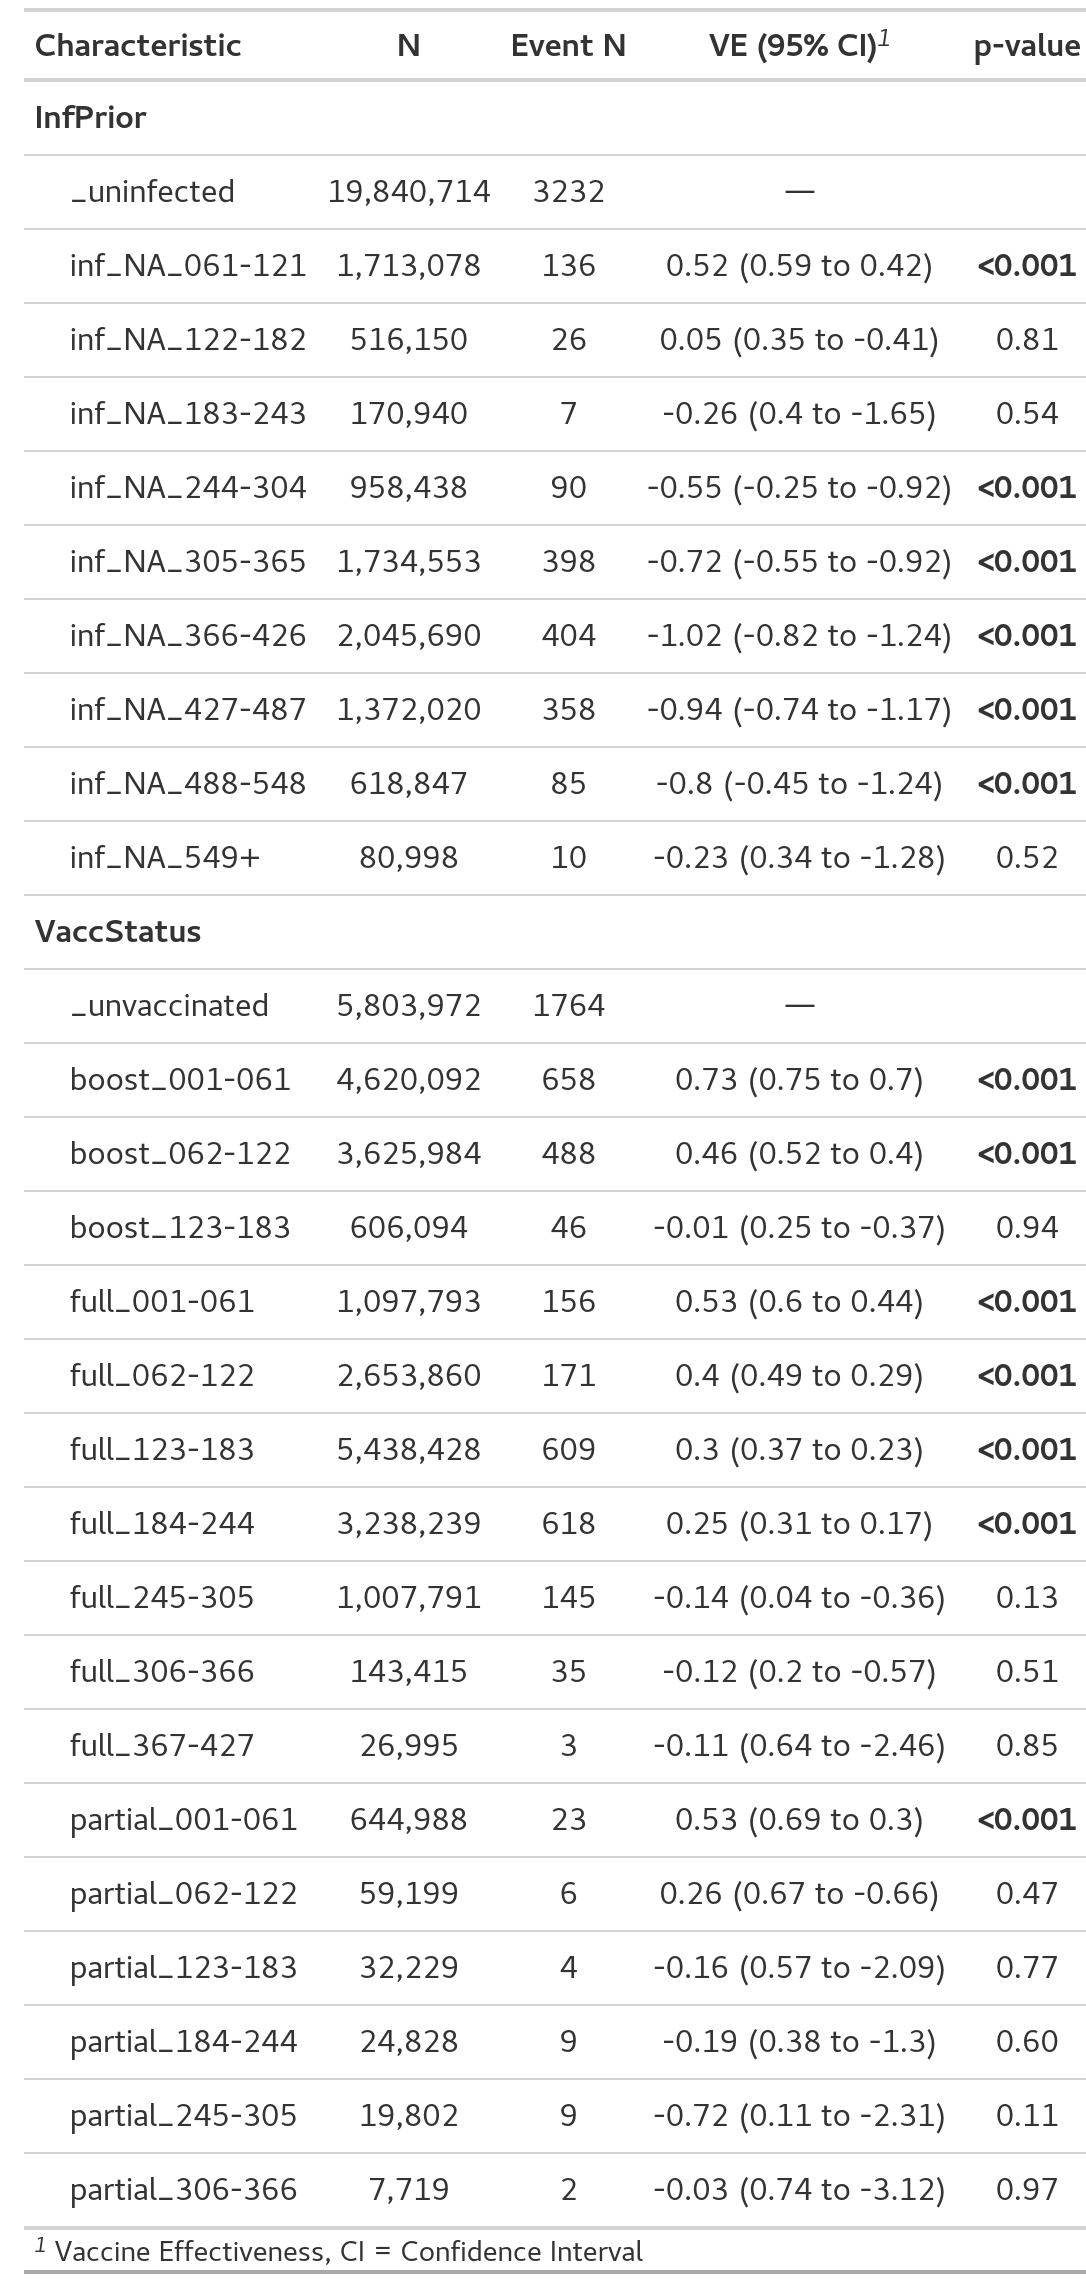 Characteristic N Event N VE (95% CI)1 p-value
InfPrior
_uninfected 19,840,714 3232 —
inf_NA_061-121 1,713,078 136 0.52 (0.59 to 0.42) <0.001
inf_NA_122-182 516,150 26 0.05 (0.35 to -0.41) 0.81
inf_NA_183-243 170,940 7 -0.26 (0.4 to -1.65) 0.54
inf_NA_244-304 958,438 90 -0.55 (-0.25 to -0.92) <0.001
inf_NA_305-365 1,734,553 398 -0.72 (-0.55 to -0.92) <0.001
inf_NA_366-426 2,045,690 404 -1.02 (-0.82 to -1.24) <0.001
inf_NA_427-487 1,372,020 358 -0.94 (-0.74 to -1.17) <0.001
inf_NA_488-548 618,847 85 -0.8 (-0.45 to -1.24) <0.001
inf_NA_549+ 80,998 10 -0.23 (0.34 to -1.28) 0.52
VaccStatus
_unvaccinated 5,803,972 1764 —
boost_001-061 4,620,092 658 0.73 (0.75 to 0.7) <0.001
boost_062-122 3,625,984 488 0.46 (0.52 to 0.4) <0.001
boost_123-183 606,094 46 -0.01 (0.25 to -0.37) 0.94
full_001-061 1,097,793 156 0.53 (0.6 to 0.44) <0.001
full_062-122 2,653,860 171 0.4 (0.49 to 0.29) <0.001
full_123-183 5,438,428 609 0.3 (0.37 to 0.23) <0.001
full_184-244 3,238,239 618 0.25 (0.31 to 0.17) <0.001
full_245-305 1,007,791 145 -0.14 (0.04 to -0.36) 0.13
full_306-366 143,415 35 -0.12 (0.2 to -0.57) 0.51
full_367-427 26,995 3 -0.11 (0.64 to -2.46) 0.85
partial_001-061 644,988 23 0.53 (0.69 to 0.3) <0.001
partial_062-122 59,199 6 0.26 (0.67 to -0.66) 0.47
partial_123-183 32,229 4 -0.16 (0.57 to -2.09) 0.77
partial_184-244 24,828 9 -0.19 (0.38 to -1.3) 0.60
partial_245-305 19,802 9 -0.72 (0.11 to -2.31) 0.11
partial_306-366 7,719 2 -0.03 (0.74 to -3.12) 0.97
1 Vaccine Effectiveness, CI = Confidence Interval